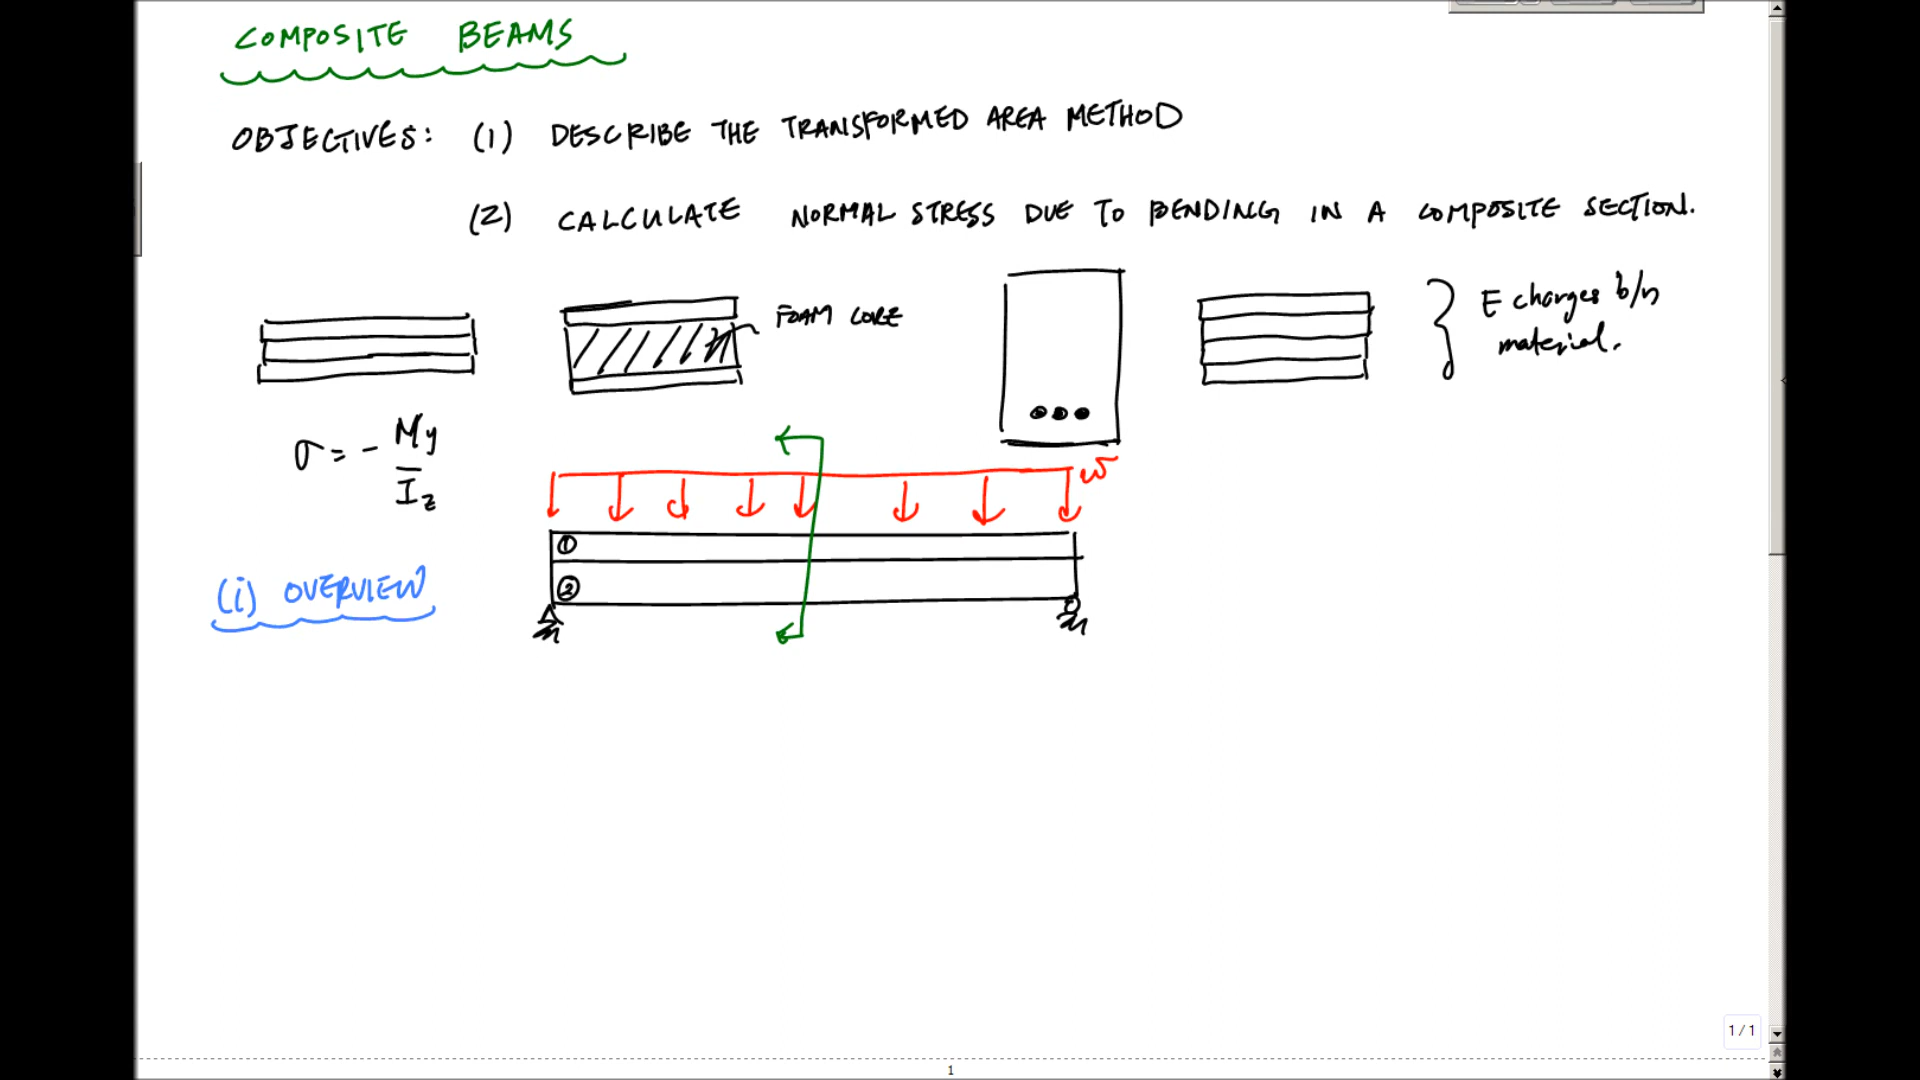 COMPOSITE BEAMS
OBJECTIVES: (1) DESCRIBE THE TRANSFORMED AREA METHOD
(2) CALCULATE NORMAL STRESS DUE TO BENDING IN A COMPOSITE SECTION.
FOAM CORE
E changes b/n
material.
σ = - My
Iz
w
①
②
(i) OVERVIEW
1 / 1
1